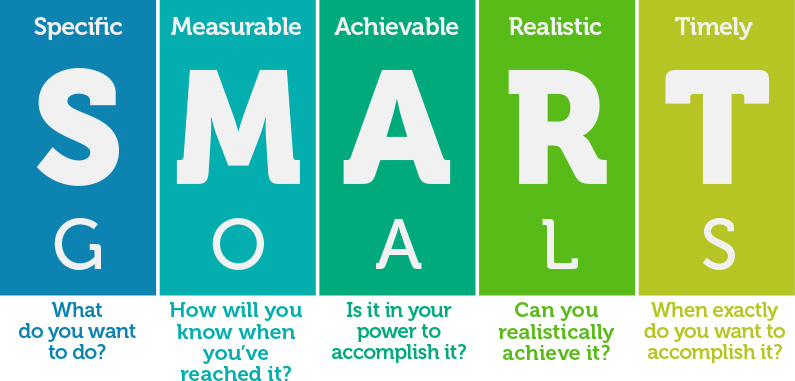 Specific Measurable Achievable Realistic Timely
S M A R T
G O A L S
What
do you want
to do?
How will you
know when
you've
reached it?
Is it in your
power to
accomplish it?
Can you
realistically
achieve it?
When exactly
do you want to
accomplish it?